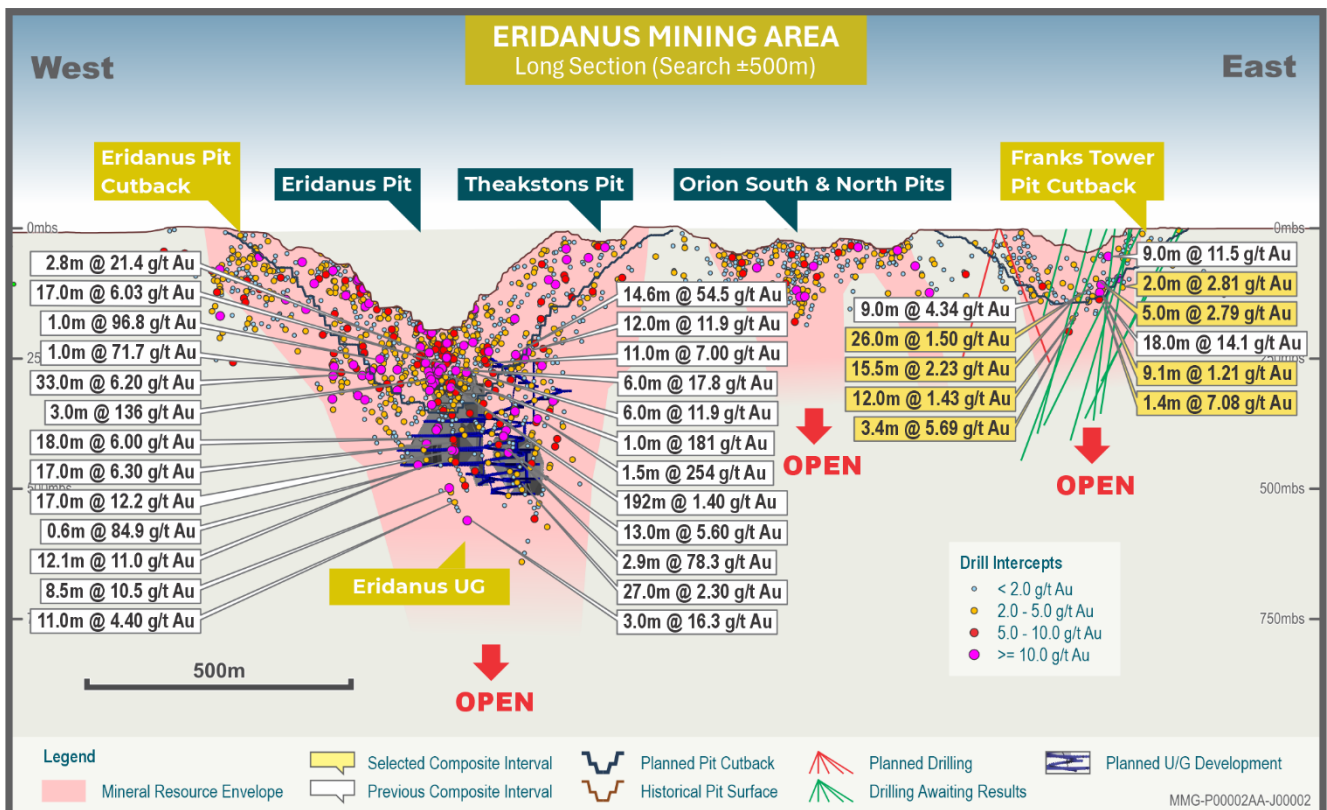 ERIDANUS MINING AREA
Long Section (Search ±500m)
West
East
Eridanus Pit
Cutback
Eridanus Pit
Theakstons Pit
Orion South & North Pits
Franks Tower
Pit Cutback
0mbs
0mbs
2.8m @ 21.4 g/t Au
17.0m @ 6.03 g/t Au
1.0m @ 96.8 g/t Au
1.0m @ 71.7 g/t Au
33.0m @ 6.20 g/t Au
3.0m @ 136 g/t Au
18.0m @ 6.00 g/t Au
17.0m @ 6.30 g/t Au
17.0m @ 12.2 g/t Au
0.6m @ 84.9 g/t Au
12.1m @ 11.0 g/t Au
8.5m @ 10.5 g/t Au
11.0m @ 4.40 g/t Au
14.6m @ 54.5 g/t Au
12.0m @ 11.9 g/t Au
11.0m @ 7.00 g/t Au
6.0m @ 17.8 g/t Au
6.0m @ 11.9 g/t Au
1.0m @ 181 g/t Au
1.5m @ 254 g/t Au
192m @ 1.40 g/t Au
13.0m @ 5.60 g/t Au
2.9m @ 78.3 g/t Au
27.0m @ 2.30 g/t Au
3.0m @ 16.3 g/t Au
9.0m @ 4.34 g/t Au
26.0m @ 1.50 g/t Au
15.5m @ 2.23 g/t Au
12.0m @ 1.43 g/t Au
3.4m @ 5.69 g/t Au
9.0m @ 11.5 g/t Au
2.0m @ 2.81 g/t Au
5.0m @ 2.79 g/t Au
18.0m @ 14.1 g/t Au
9.1m @ 1.21 g/t Au
1.4m @ 7.08 g/t Au
500mbs
750mbs
Eridanus UG
OPEN
OPEN
OPEN
500m
Drill Intercepts
< 2.0 g/t Au
2.0 - 5.0 g/t Au
5.0 - 10.0 g/t Au
>= 10.0 g/t Au
Legend
Mineral Resource Envelope
Selected Composite Interval
Previous Composite Interval
Planned Pit Cutback
Historical Pit Surface
Planned Drilling
Drilling Awaiting Results
Planned U/G Development
MMG-P00002AA-J00002